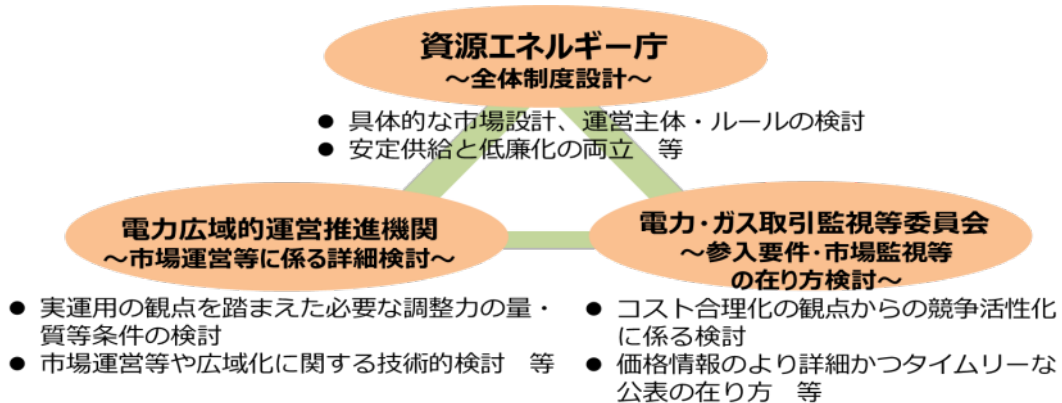 資源エネルギー庁
～全体制度設計～
● 具体的な市場設計、運営主体・ルールの検討
● 安定供給と低廉化の両立　等
電力広域的運営推進機関
～市場運営等に係る詳細検討～
● 実運用の観点を踏まえた必要な調整力の量・
質等条件の検討
● 市場運営等や広域化に関する技術的検討　等
電力・ガス取引監視等委員会
～参入要件・市場監視等
の在り方検討～
● コスト合理化の観点からの競争活性化
に係る検討
● 価格情報のより詳細かつタイムリーな
公表の在り方　等